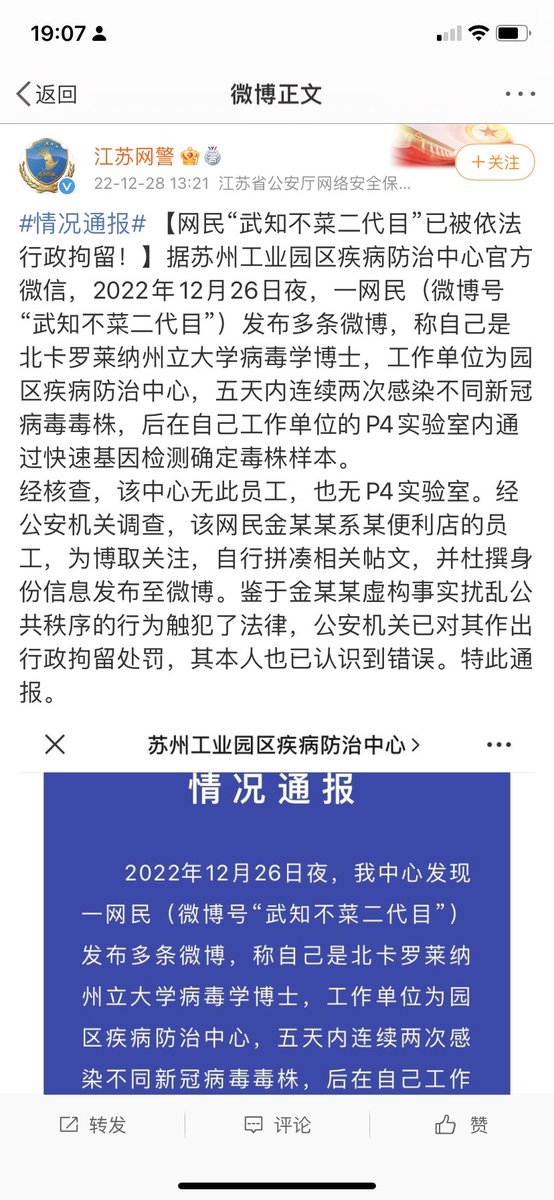 19:07
返回
微博正文
江苏网警
22-12-28 13:21 江苏省公安厅网络安全保...
关注
#情况通报# 【网民“武知不菜二代目”已被依法
行政拘留！】据苏州工业园区疾病防治中心官方
微信，2022年12月26日夜，一网民（微博号
“武知不菜二代目”）发布多条微博，称自己是
北卡罗莱纳州立大学病毒学博士，工作单位为园
区疾病防治中心，五天内连续两次感染不同新冠
病毒毒株，后在自己工作单位的P4实验室内通
过快速基因检测确定毒株样本。
经核查，该中心无此员工，也无P4实验室。经
公安机关调查，该网民金某某系某便利店的员
工，为博取关注，自行拼凑相关帖文，并杜撰身
份信息发布至微博。鉴于金某某虚构事实扰乱公
共秩序的行为触犯了法律，公安机关已对其作出
行政拘留处罚，其本人也已认识到错误。特此通
报。
苏州工业园区疾病防治中心
情况通报
2022年12月26日夜，我中心发现
一网民（微博号“武知不菜二代目”）
发布多条微博，称自己是北卡罗莱纳
州立大学病毒学博士，工作单位为园
区疾病防治中心，五天内连续两次感
染不同新冠病毒毒株，后在自己工作
转发
评论
赞